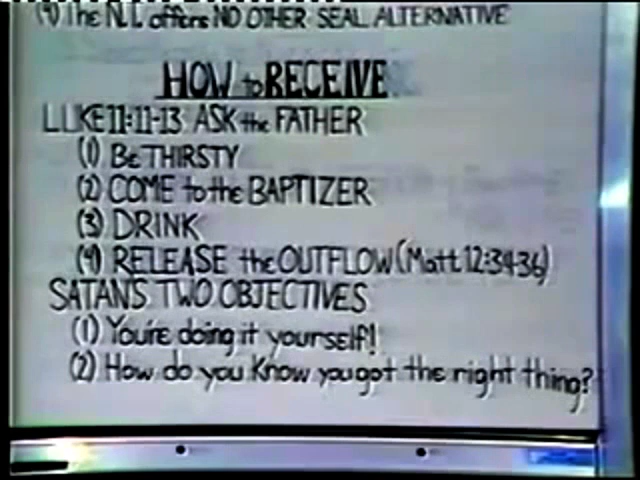 (4) The N.T. offers NO OTHER SEAL ALTERNATIVE
HOW to RECEIVE
LUKE 11:11-13 ASK the FATHER
(1) Be THIRSTY
(2) COME to the BAPTIZER
(3) DRINK
(4) RELEASE the OUTFLOW (Matt. 12:34-36)
SATANS TWO OBJECTIVES
(1) You're doing it yourself!
(2) How do you Know you got the right thing?